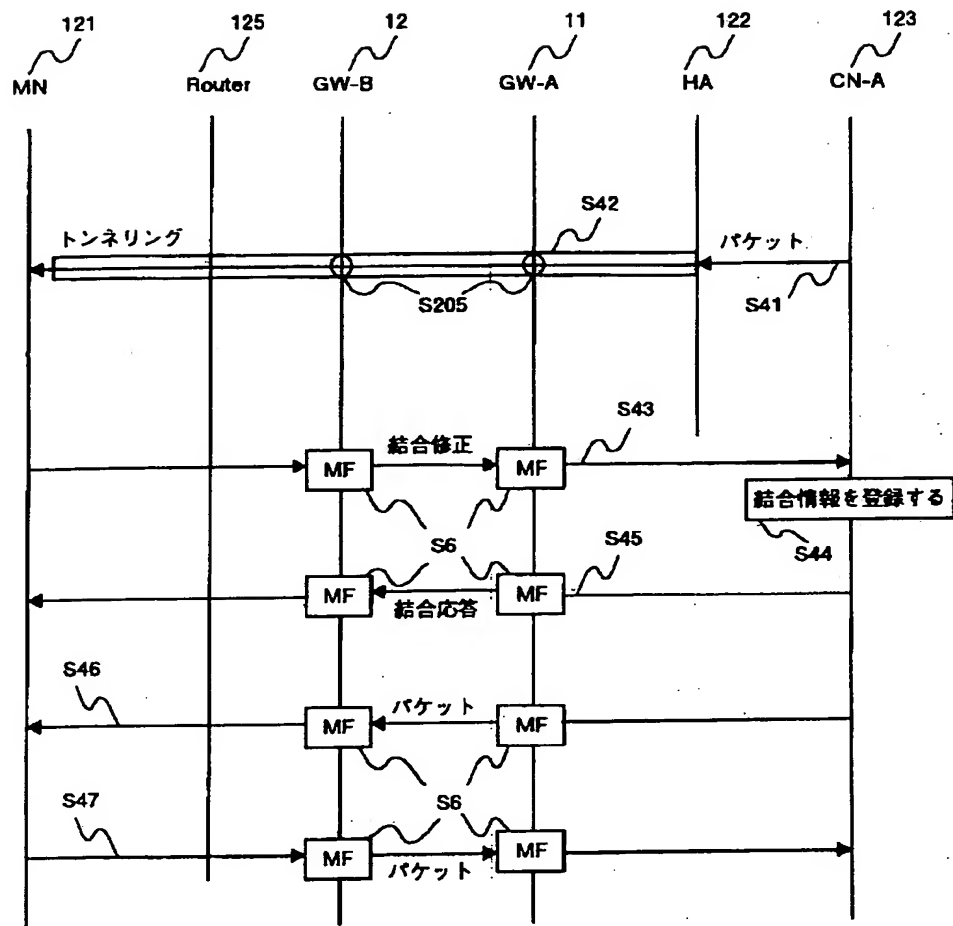 121 125 12 11 122 123
MN Router GW-B GW-A HA CN-A
S42
トンネリング パケット
S205 S41
S43
結合修正
MF MF
結合情報を登録する
S6 S45 S44
MF MF
結合応答
S46
パケット
MF MF
S47 S6
MF MF
パケット